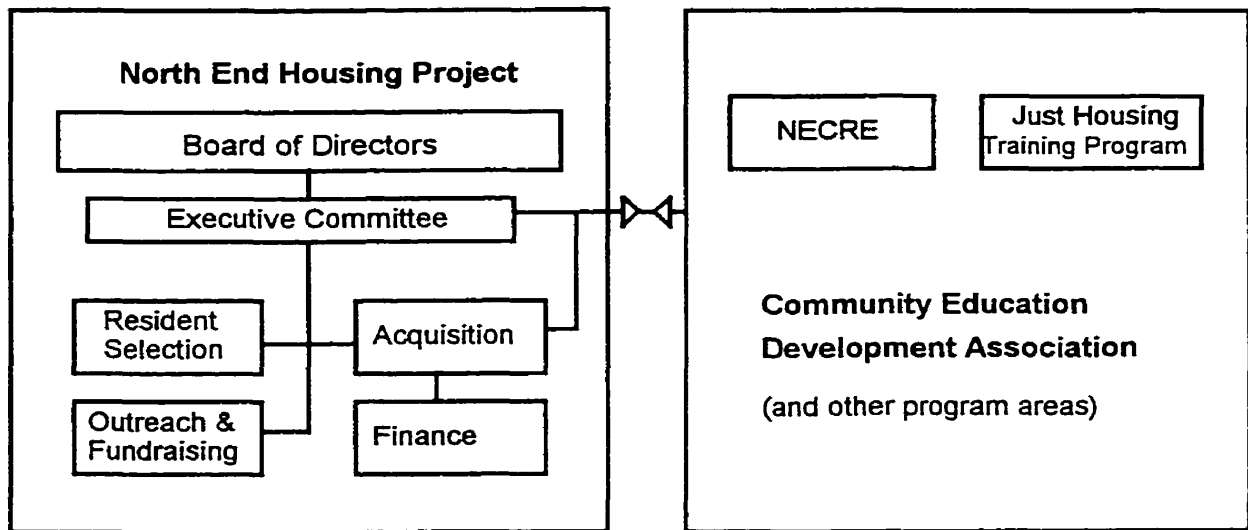 North End Housing Project
Board of Directors
Executive Committee
Resident
Selection
Acquisition
Outreach &
Fundraising
Finance
NECRE
Just Housing
Training Program
Community Education
Development Association
(and other program areas)